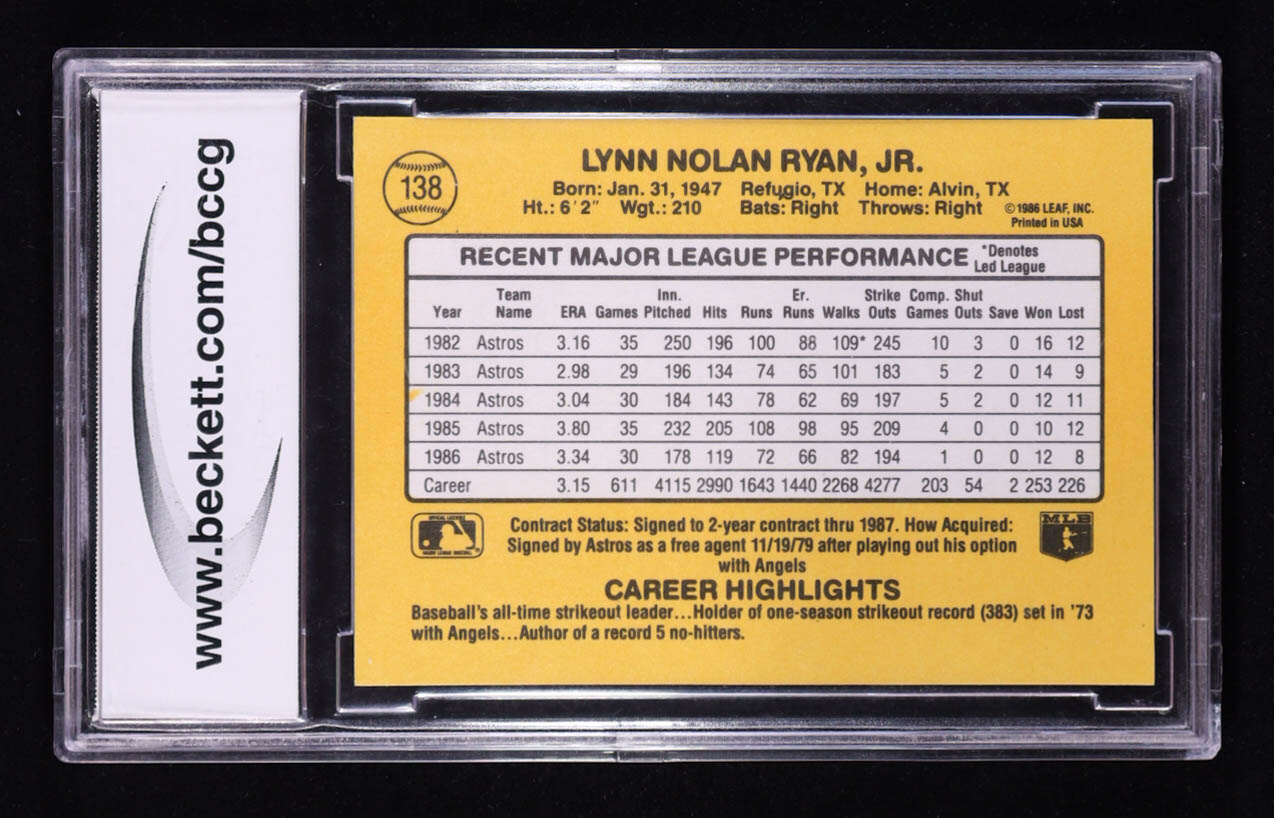 www.beckett.com/bccg
138
LYNN NOLAN RYAN, JR.
Born: Jan. 31, 1947 Refugio, TX Home: Alvin, TX
Ht.: 6'2" Wgt.: 210 Bats: Right Throws: Right ©1986 LEAF, INC.
Printed in USA
RECENT MAJOR LEAGUE PERFORMANCE *Denotes
Led League
Year Team Name ERA Games Inn. Pitched Hits Runs Er. Runs Walks Strike Outs Comp. Games Shut Outs Save Won Lost
1982 Astros 3.16 35 250 196 100 88 109* 245 10 3 0 16 12
1983 Astros 2.98 29 196 134 74 65 101 183 5 2 0 14 9
1984 Astros 3.04 30 184 143 78 62 69 197 5 2 0 12 11
1985 Astros 3.80 35 232 205 108 98 95 209 4 0 0 10 12
1986 Astros 3.34 30 178 119 72 66 82 194 1 0 0 12 8
Career 3.15 611 4115 2990 1643 1440 2268 4277 203 54 2 253 226
Contract Status: Signed to 2-year contract thru 1987. How Acquired:
Signed by Astros as a free agent 11/19/79 after playing out his option
with Angels
MLB
CAREER HIGHLIGHTS
Baseball's all-time strikeout leader...Holder of one-season strikeout record (383) set in '73
with Angels...Author of a record 5 no-hitters.